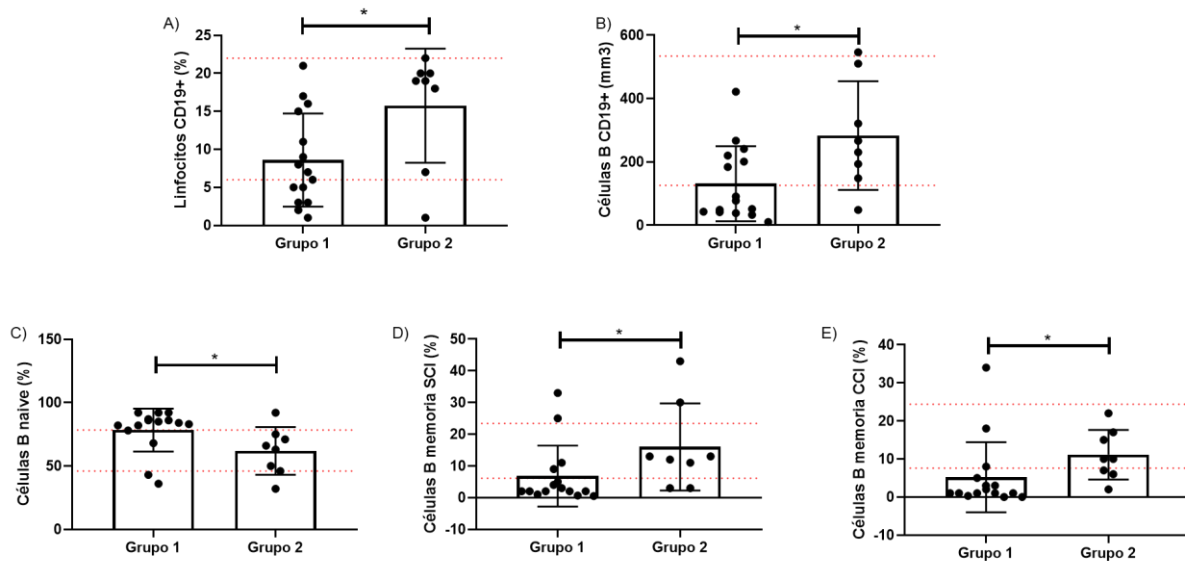 A)
*
Linfocitos CD19+ (%)
25
20
15
10
5
0
Grupo 1
Grupo 2
B)
*
Células B CD19+ (mm3)
600
400
200
0
Grupo 1
Grupo 2
C)
*
Células B naive (%)
150
100
50
0
Grupo 1
Grupo 2
D)
*
Células B memoria SCI (%)
50
40
30
20
10
0
-10
Grupo 1
Grupo 2
E)
*
Células B memoria CCI (%)
40
30
20
10
0
-10
Grupo 1
Grupo 2